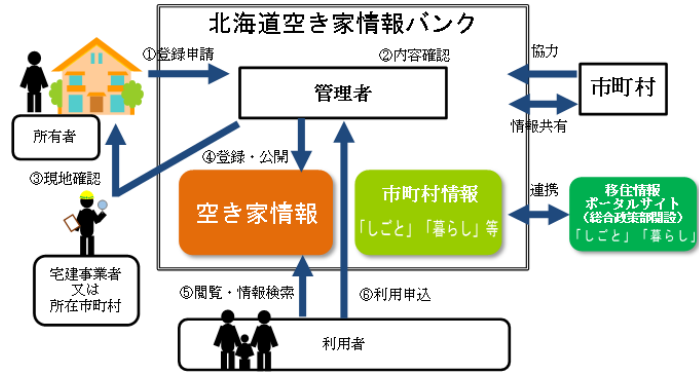 北海道空き家情報バンク
①登録申請
②内容確認
協力
管理者
市町村
所有者
情報共有
③現地確認
④登録・公開
空き家情報
市町村情報
「しごと」「暮らし」等
連携
移住情報
ポータルサイト
（総合政策部開設）
「しごと」「暮らし」
宅建事業者
又は
所在市町村
⑤閲覧・情報検索
⑥利用申込
利用者